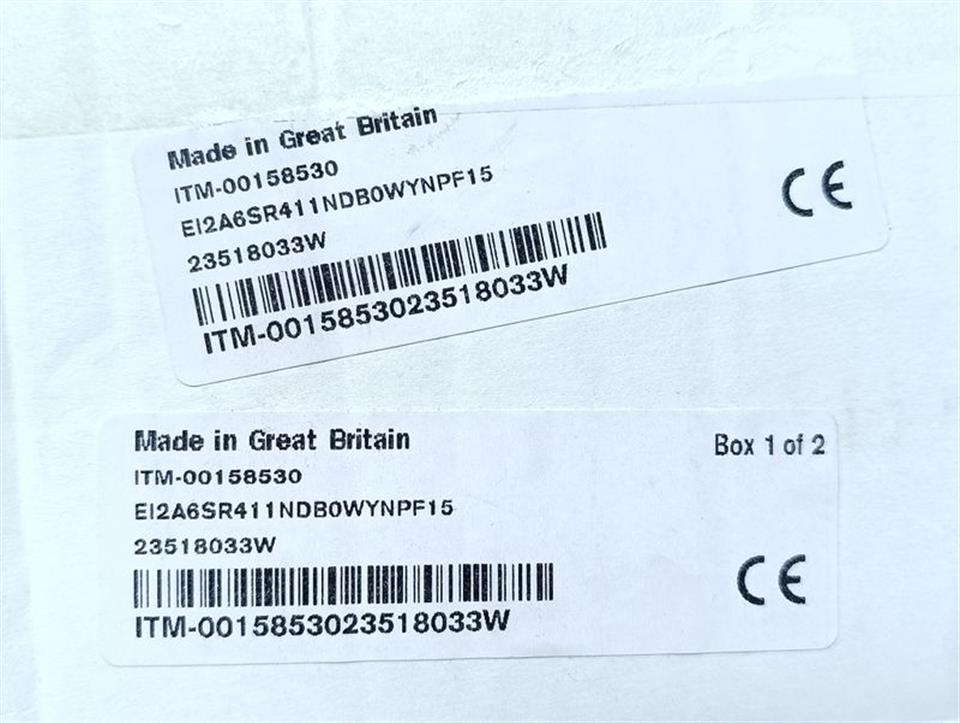 Made in Great Britain
ITM-00158530
EI2A6SR411NDB0WYNPF15
23518033W
ITM-0015853023518033W
CE
Made in Great Britain
Box 1 of 2
ITM-00158530
EI2A6SR411NDB0WYNPF15
23518033W
ITM-0015853023518033W
CE